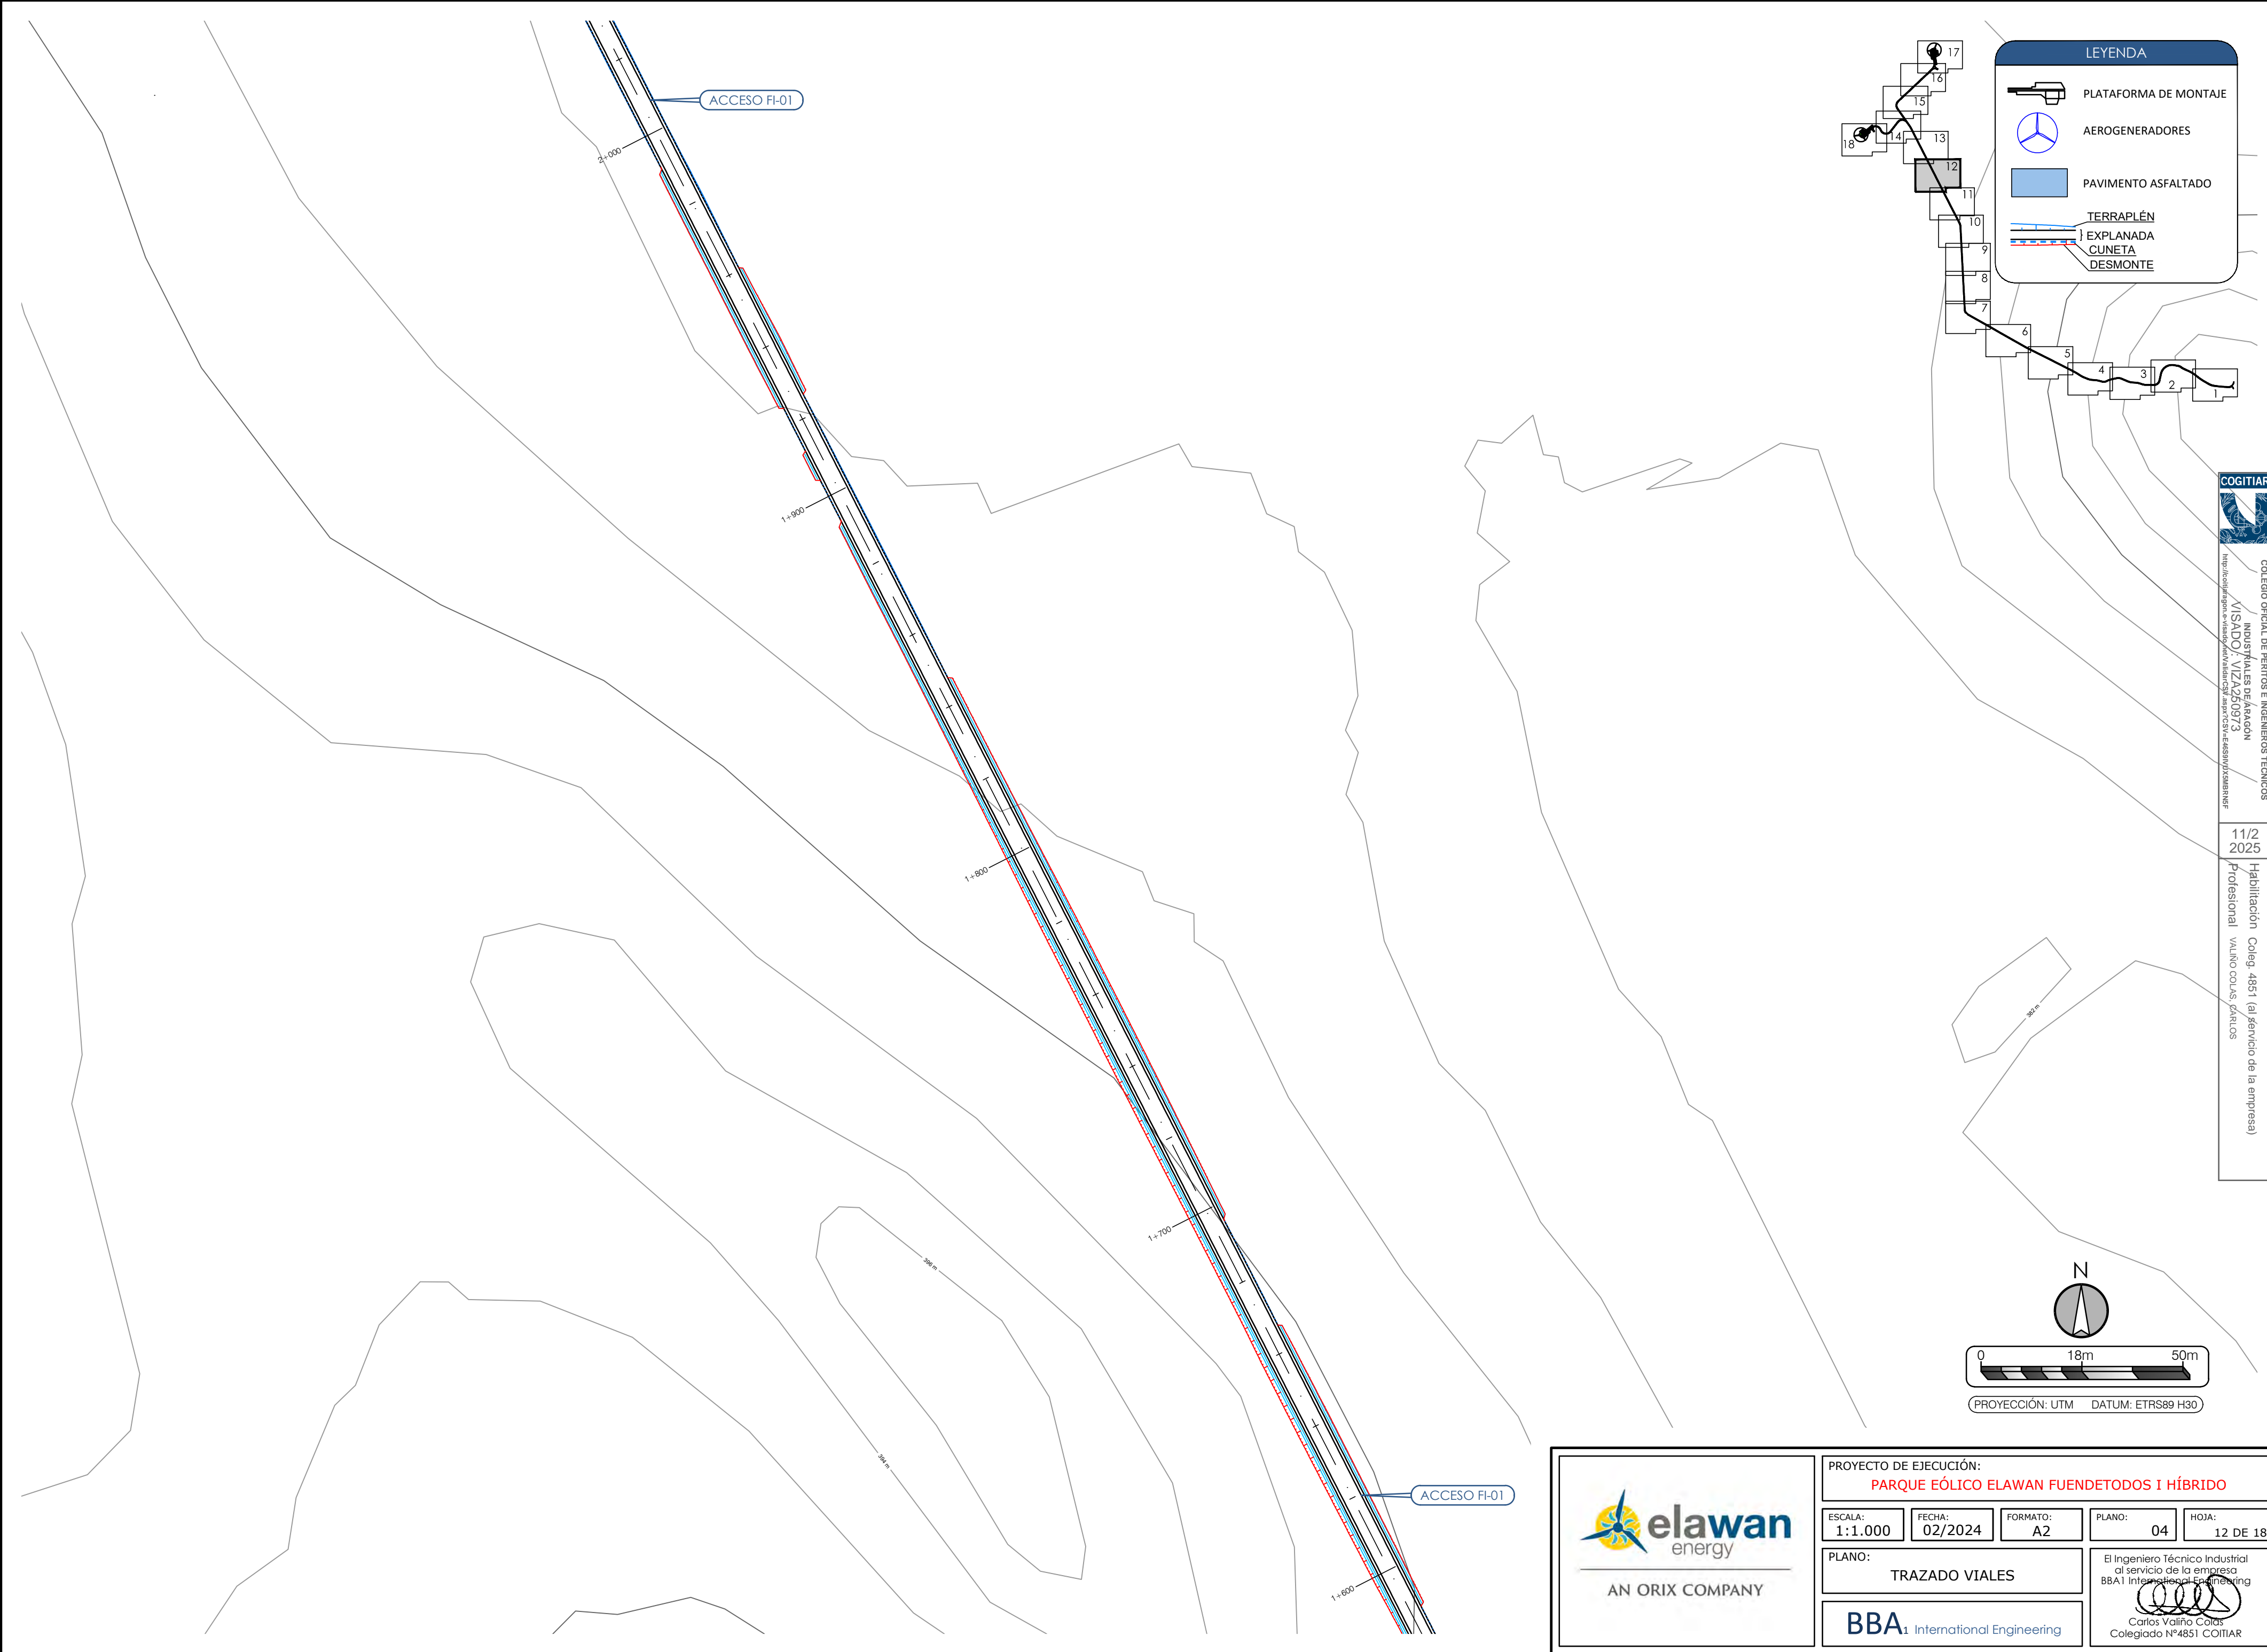 ACCESO FI-01
2+000
1+900
1+800
1+700
1+600
ACCESO FI-01
396 m
394 m
382 m
17
16
15
14
18
13
12
11
10
9
8
7
6
5
4
3
2
1
LEYENDA
PLATAFORMA DE MONTAJE
AEROGENERADORES
PAVIMENTO ASFALTADO
TERRAPLÉN
} EXPLANADA
CUNETA
DESMONTE
COGITIAR
COLEGIO OFICIAL DE PERITOS E INGENIEROS TÉCNICOS
INDUSTRIALES DE ARAGÓN
VISADO : VIZA250973
11/2
2025
Habilitación Coleg. 4851 (al servicio de la empresa)
Profesional VALIÑO COLAS, CARLOS
N
0 18m 50m
PROYECCIÓN: UTM DATUM: ETRS89 H30
elawan
energy
AN ORIX COMPANY
PROYECTO DE EJECUCIÓN:
PARQUE EÓLICO ELAWAN FUENDETODOS I HÍBRIDO
ESCALA:
1:1.000
FECHA:
02/2024
FORMATO:
A2
PLANO:
04
HOJA:
12 DE 18
PLANO:
TRAZADO VIALES
BBA1 International Engineering
El Ingeniero Técnico Industrial
al servicio de la empresa
BBA1 International Engineering
Carlos Valiño Colás
Colegiado Nº4851 COITIAR